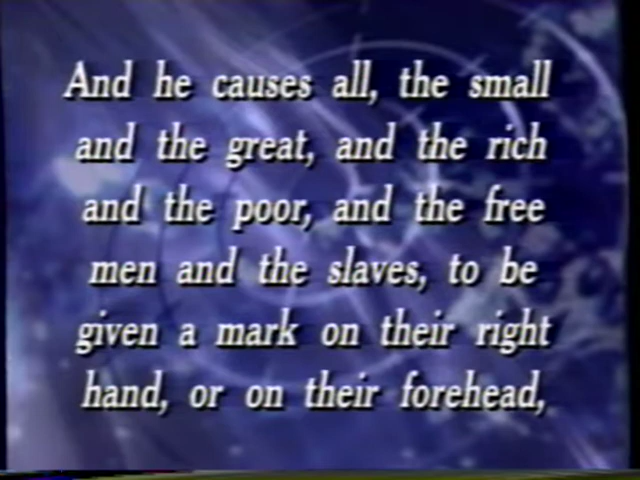 And he causes all, the small
and the great, and the rich
and the poor, and the free
men and the slaves, to be
given a mark on their right
hand, or on their forehead,